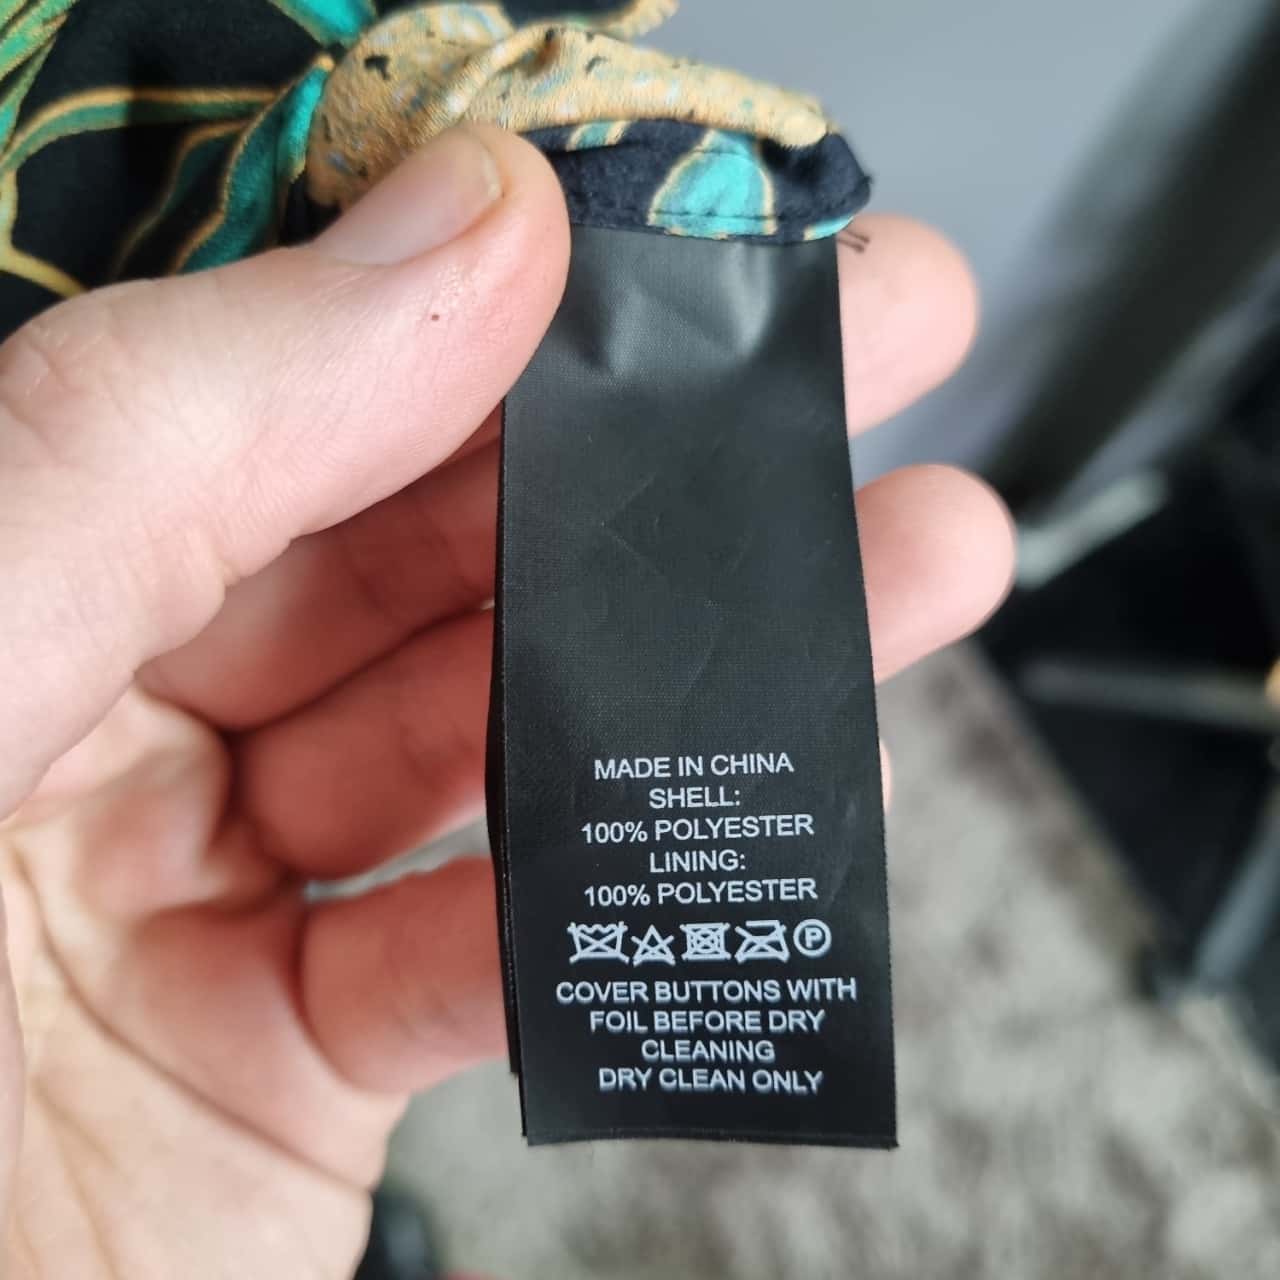 MADE IN CHINA
SHELL:
100% POLYESTER
LINING:
100% POLYESTER
P
COVER BUTTONS WITH
FOIL BEFORE DRY
CLEANING
DRY CLEAN ONLY